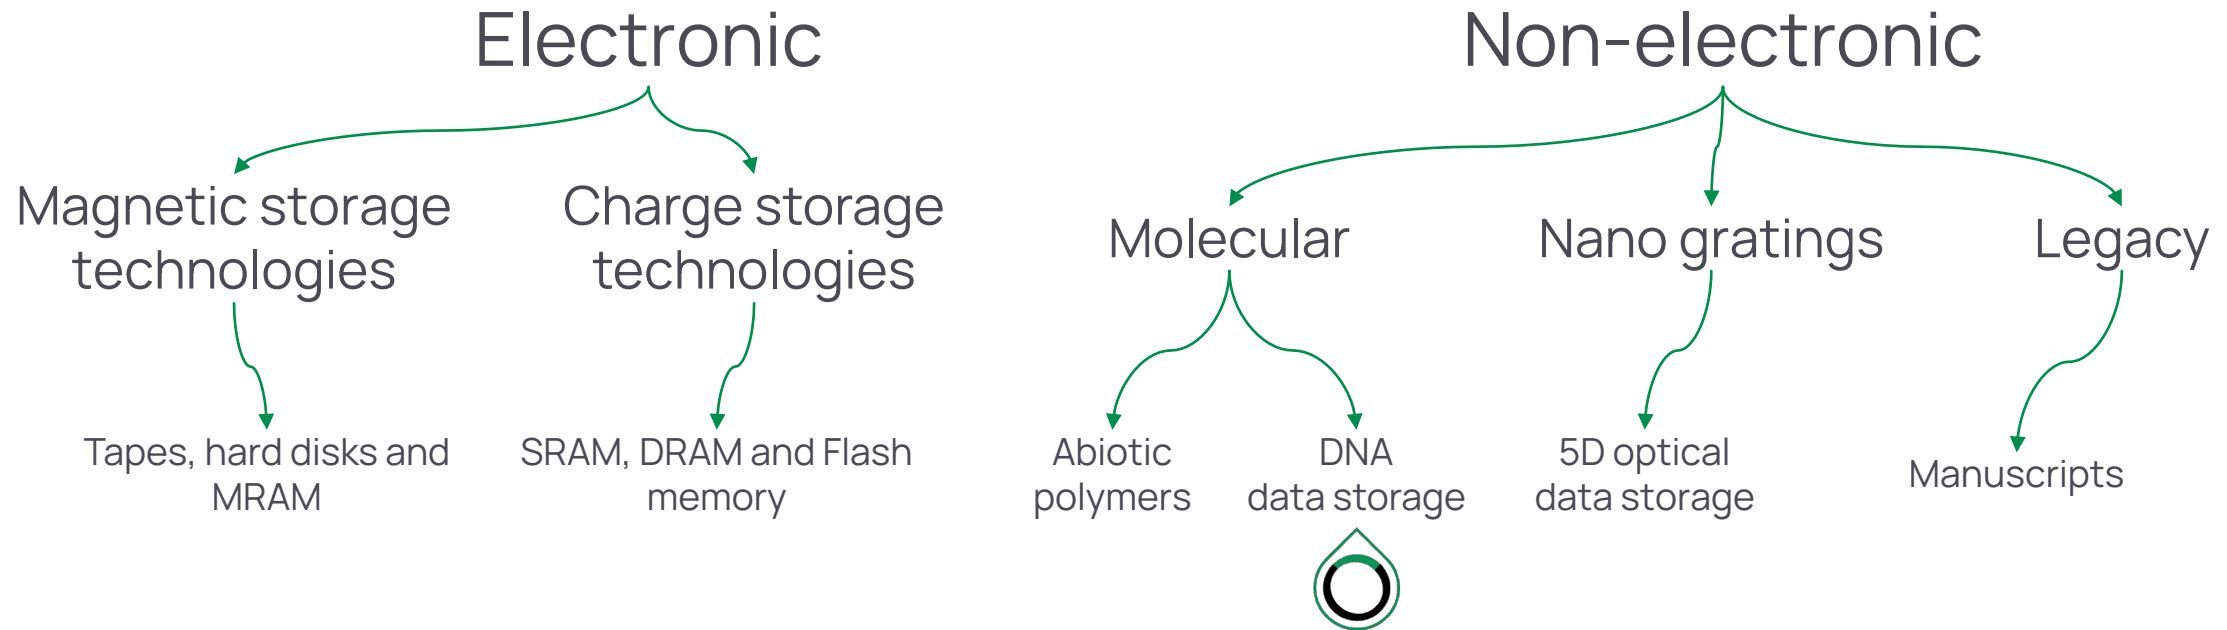 Electronic
Non-electronic
Magnetic storage
technologies
Charge storage
technologies
Molecular
Nano gratings
Legacy
Tapes, hard disks and
MRAM
SRAM, DRAM and Flash
memory
Abiotic
polymers
DNA
data storage
5D optical
data storage
Manuscripts